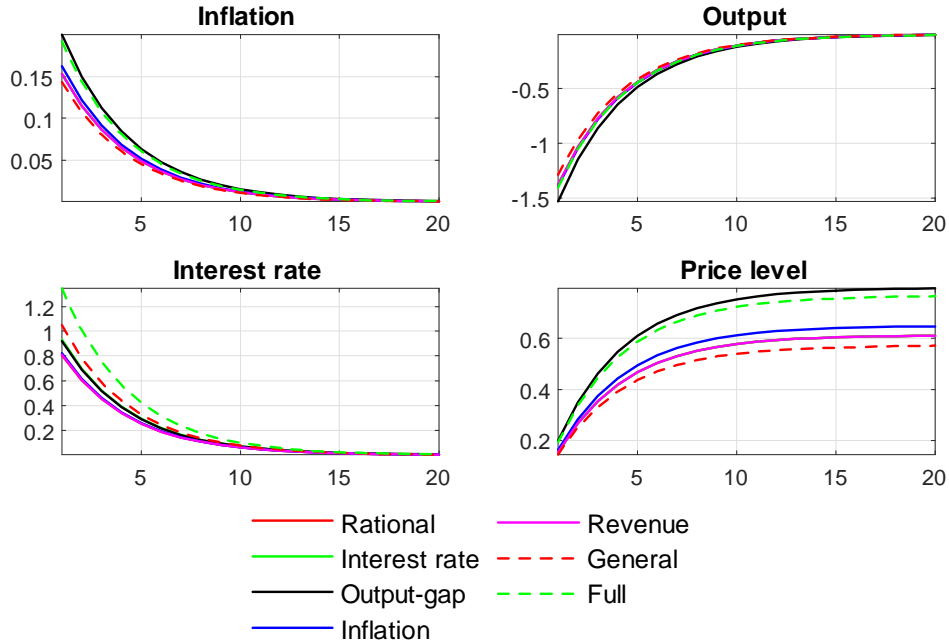 Inflation
0.15
0.1
0.05
5 10 15 20
Output
-0.5
-1
-1.5
5 10 15 20
Interest rate
1.2
1
0.8
0.6
0.4
0.2
5 10 15 20
Price level
0.6
0.4
0.2
5 10 15 20
Rational
Interest rate
Output-gap
Inflation
Revenue
General
Full